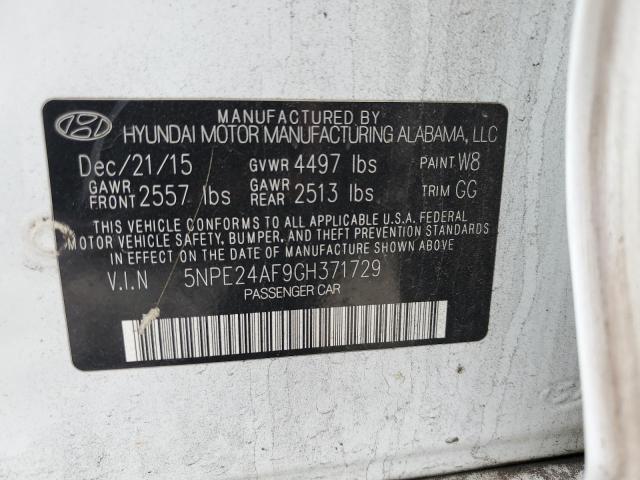 MANUFACTURED BY
HYUNDAI MOTOR MANUFACTURING ALABAMA, LLC
Dec/21/15 GVWR 4497 lbs PAINT W8
GAWR FRONT 2557 lbs GAWR REAR 2513 lbs TRIM GG
THIS VEHICLE CONFORMS TO ALL APPLICABLE U.S.A. FEDERAL
MOTOR VEHICLE SAFETY, BUMPER, AND THEFT PREVENTION STANDARDS
IN EFFECT ON THE DATE OF MANUFACTURE SHOWN ABOVE.
V.I.N 5NPE24AF9GH371729
PASSENGER CAR